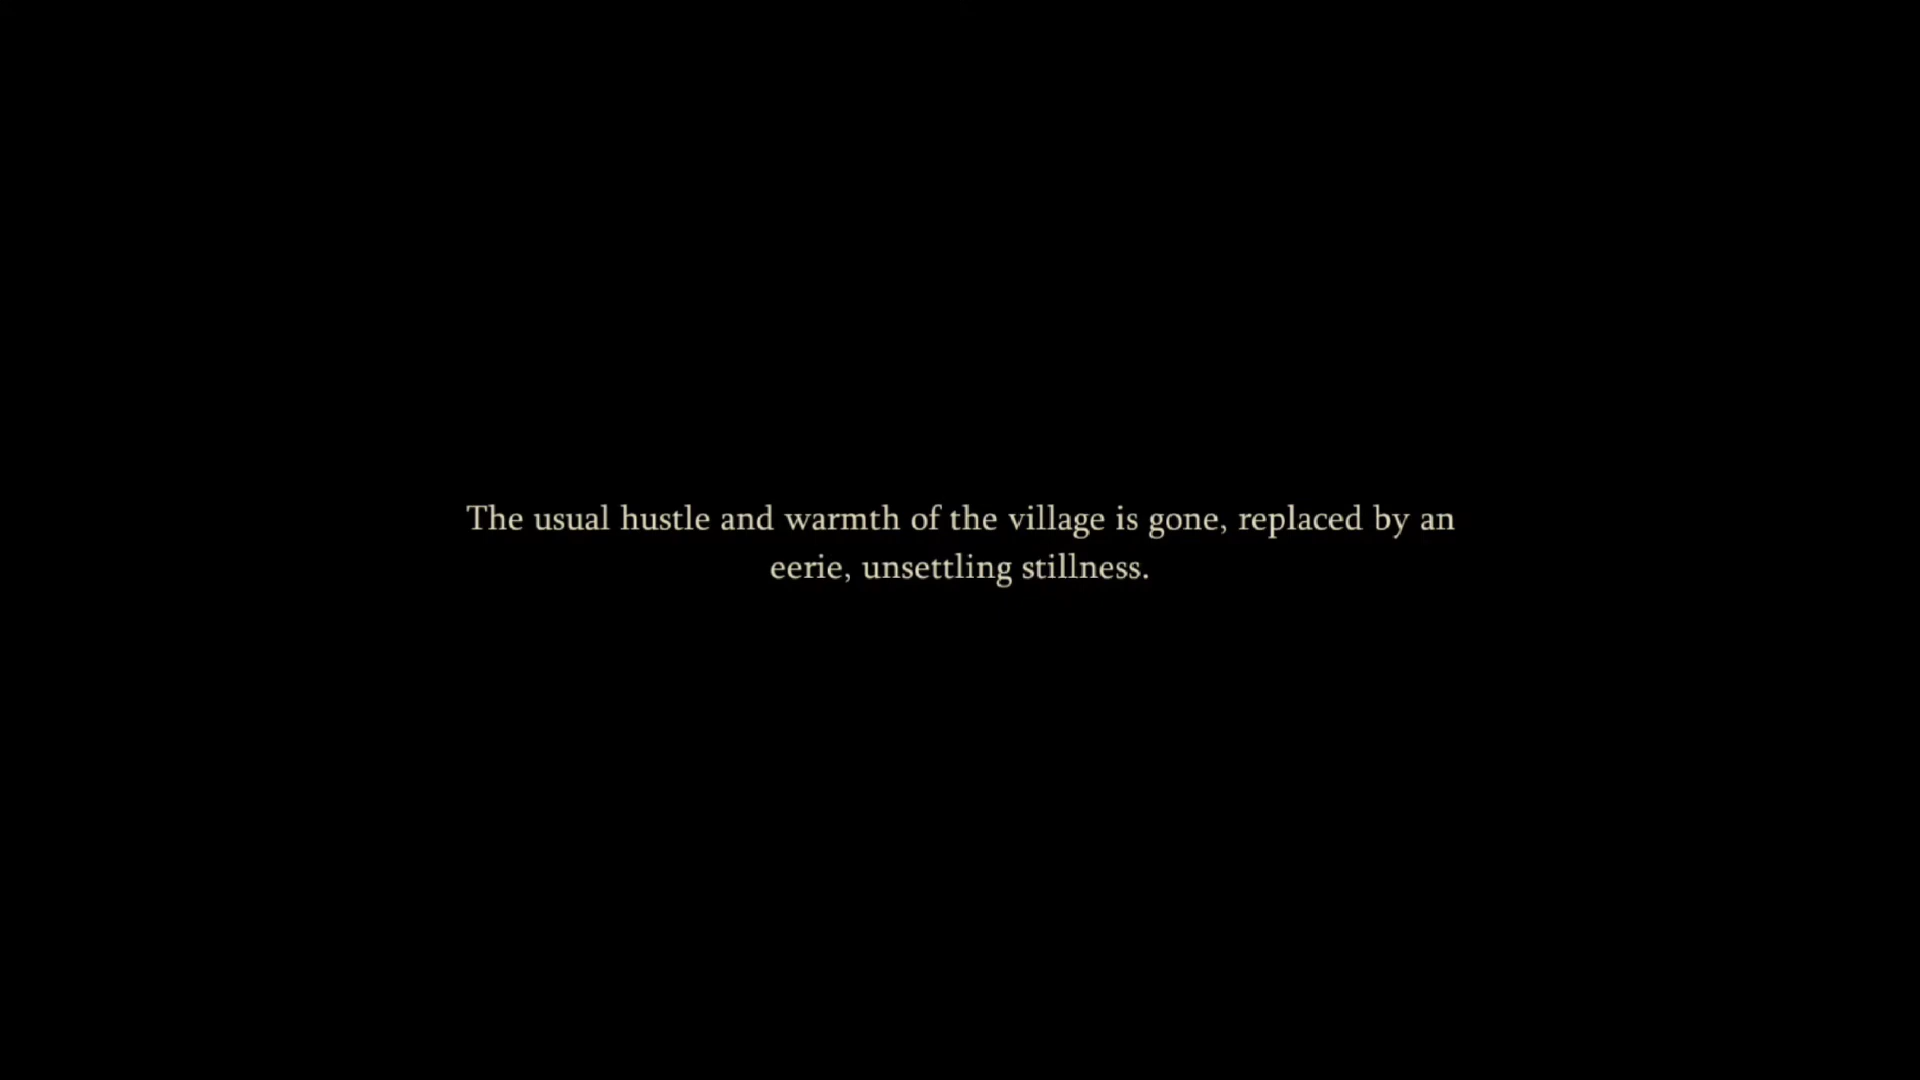 The usual hustle and warmth of the village is gone, replaced by an
eerie, unsettling stillness.